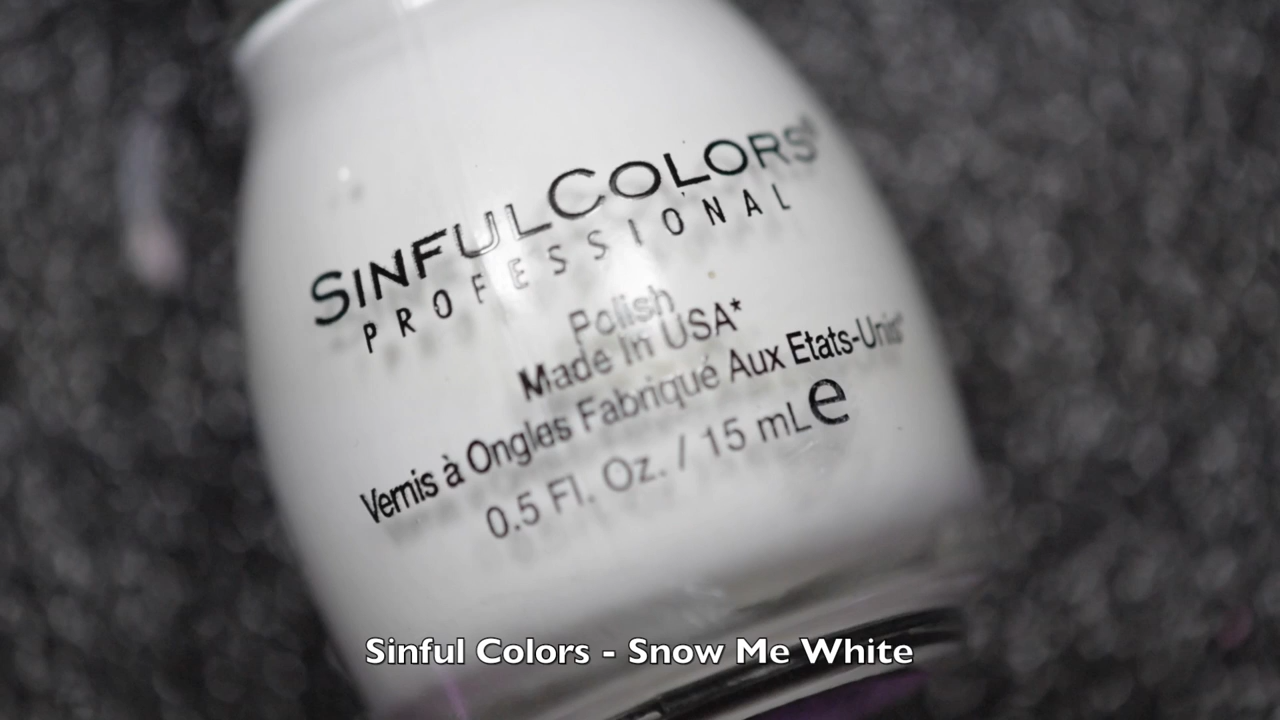 SINFULCOLORS®
PROFESSIONAL
Polish
Made In USA*
Vernis à Ongles Fabriqué Aux Etats-Unis*
0.5 Fl. Oz. / 15 mL e
Sinful Colors - Snow Me White